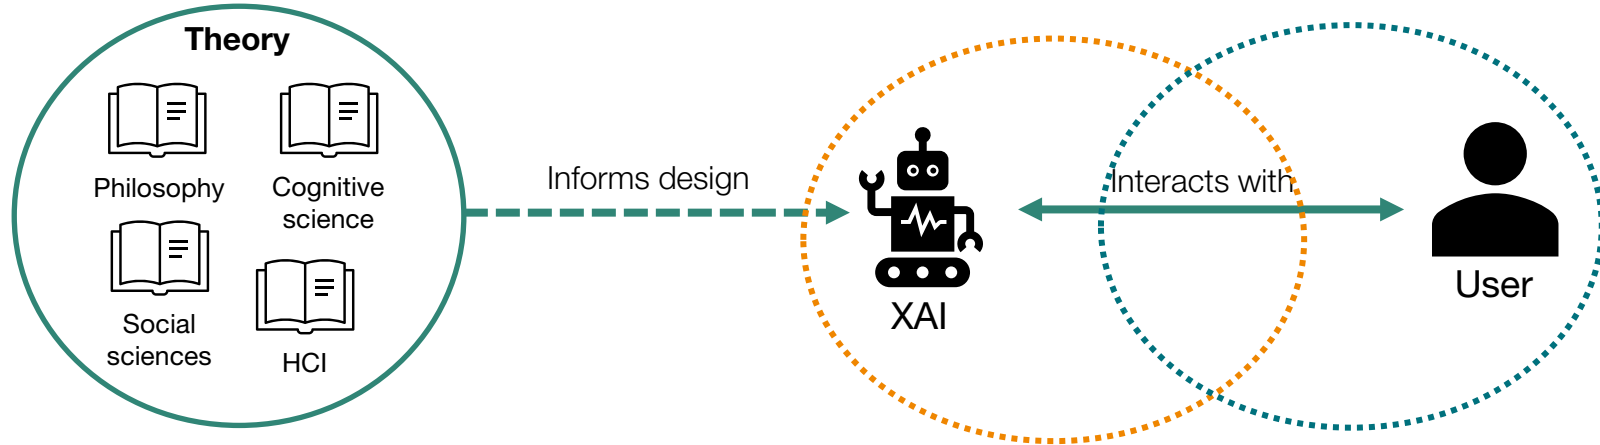 Theory
Philosophy
Cognitive
science
Social
sciences
HCI
Informs design
XAI
Interacts with
User